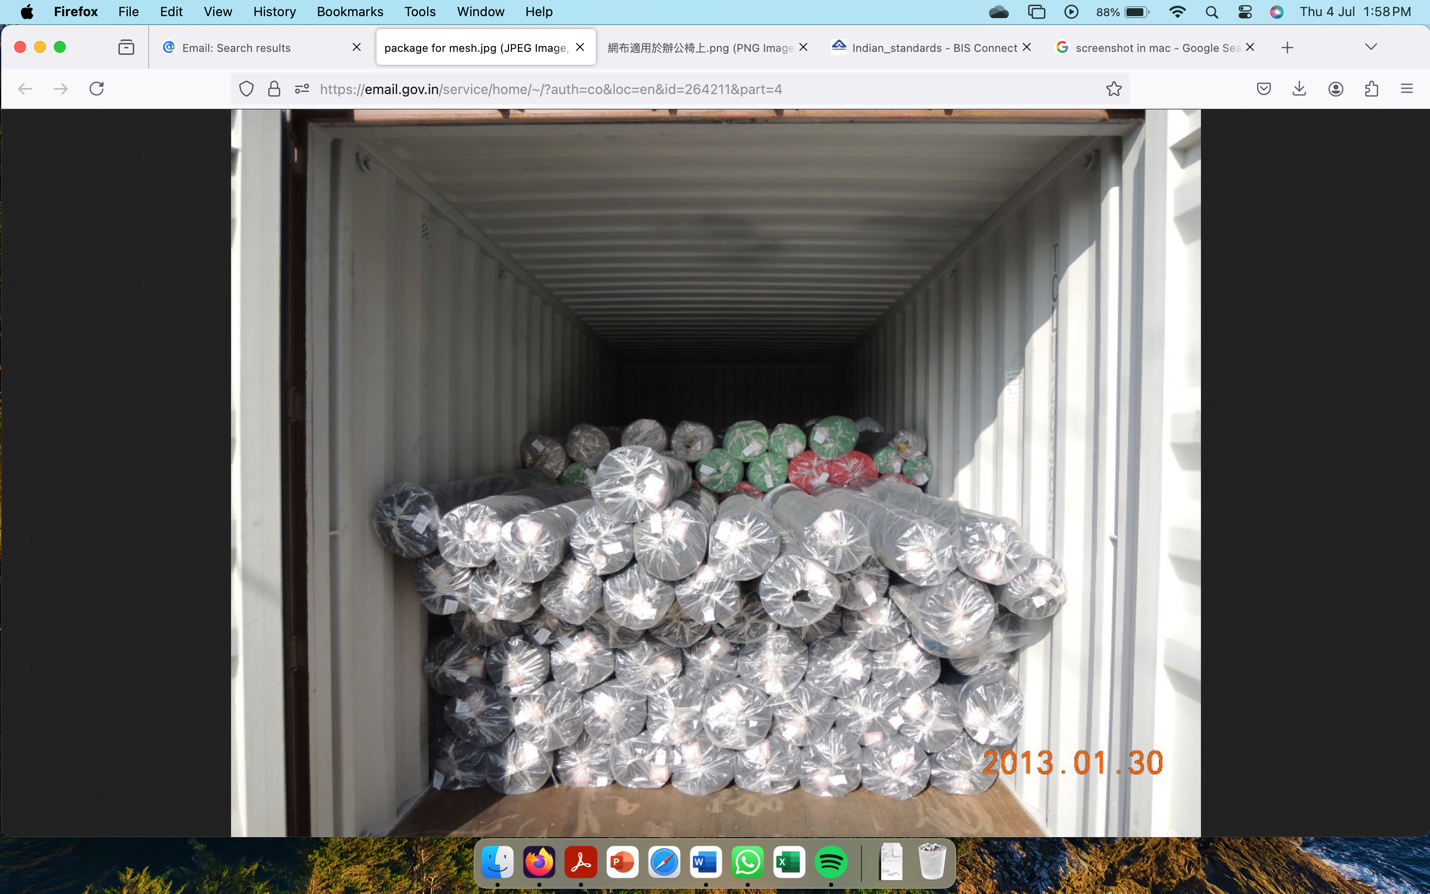 Firefox File Edit View History Bookmarks Tools Window Help 88% Thu 4 Jul 1:58 PM
Email: Search results
package for mesh.jpg (JPEG Image,
網布適用於辦公椅上.png (PNG Image
Indian_standards - BIS Connect
screenshot in mac - Google Sea
https://email.gov.in/service/home/~/?auth=co&loc=en&id=264211&part=4
2013.01.30